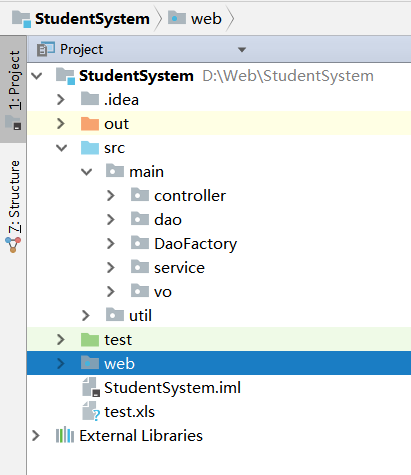 StudentSystem web
1: Project
Project
7: Structure
StudentSystem D:\Web\StudentSystem
.idea
out
src
main
controller
dao
DaoFactory
service
vo
util
test
web
StudentSystem.iml
test.xls
External Libraries